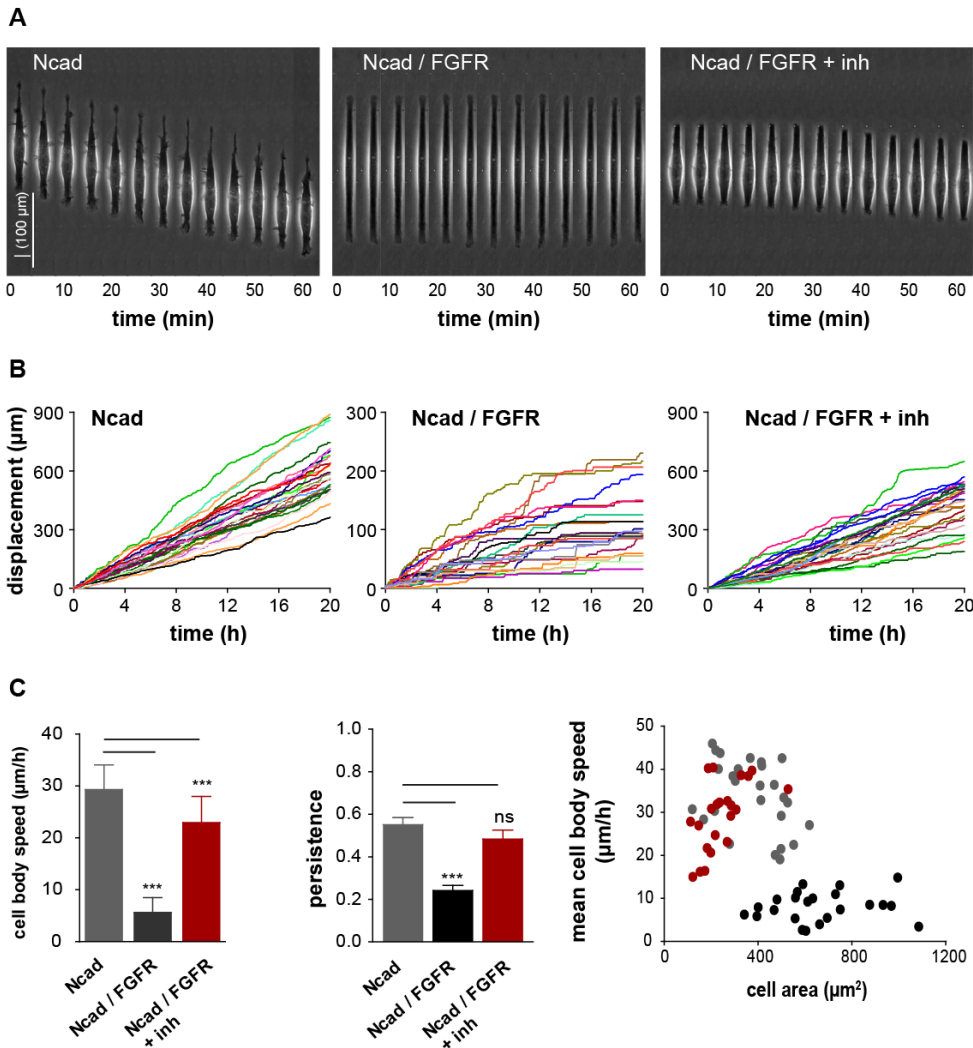 A
Ncad
Ncad / FGFR
Ncad / FGFR + inh
(100 µm)
0 10 20 30 40 50 60
0 10 20 30 40 50 60
0 10 20 30 40 50 60
time (min)
time (min)
time (min)
B
displacement (µm)
Ncad
900
600
300
0
0 4 8 12 16 20
time (h)
Ncad / FGFR
300
200
100
0
0 4 8 12 16 20
time (h)
Ncad / FGFR + inh
900
600
300
0
0 4 8 12 16 20
time (h)
C
cell body speed (µm/h)
40
30
20
10
0
***
***
Ncad
Ncad / FGFR
Ncad / FGFR
+ inh
persistence
1.0
0.8
0.6
0.4
0.2
0.0
***
ns
Ncad
Ncad / FGFR
Ncad / FGFR
+ inh
mean cell body speed
(µm/h)
50
40
30
20
10
0
0 400 800 1200
cell area (µm²)